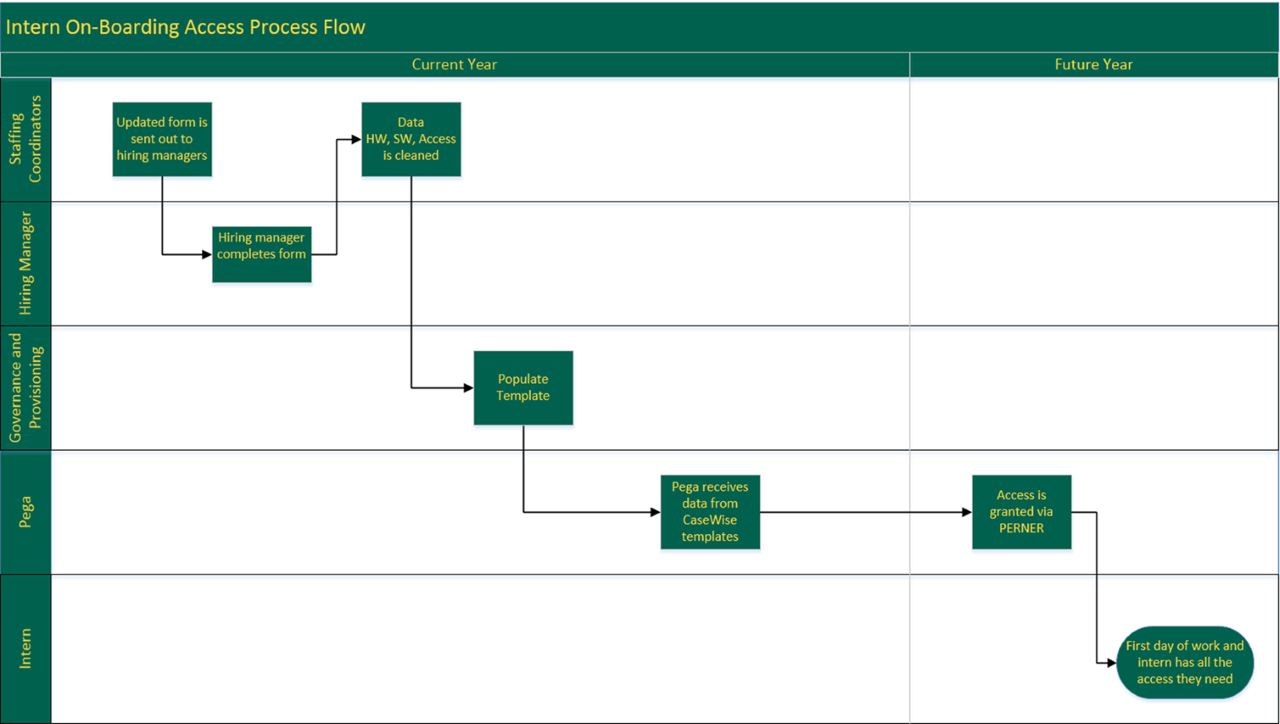 Intern On-Boarding Access Process Flow
Current Year
Future Year
Staffing
Coordinators
Updated form is
sent out to
hiring managers
Data
HW, SW, Access
is cleaned
Hiring Manager
Hiring manager
completes form
Governance and
Provisioning
Populate
Template
Pega
Pega receives
data from
CaseWise
templates
Access is
granted via
PERNER
Intern
First day of work and
intern has all the
access they need